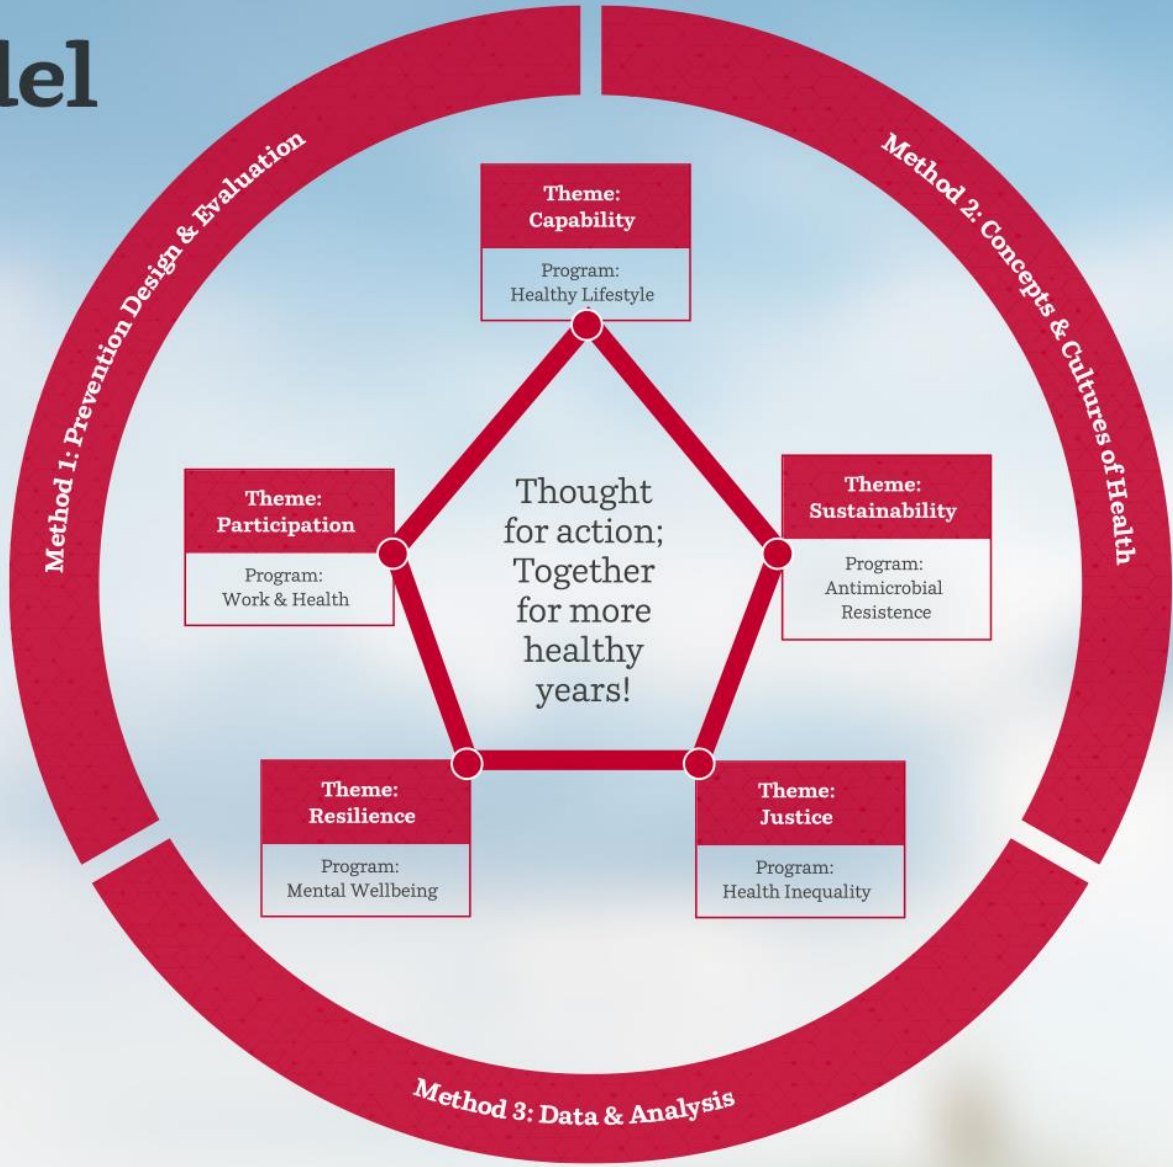 Method 1: Prevention Design & Evaluation
Method 2: Concepts & Cultures of Health
Theme:
Capability
Program:
Healthy Lifestyle
Theme:
Participation
Program:
Work & Health
Thought
for action;
Together
for more
healthy
years!
Theme:
Sustainability
Program:
Antimicrobial
Resistence
Theme:
Resilience
Program:
Mental Wellbeing
Theme:
Justice
Program:
Health Inequality
Method 3: Data & Analysis